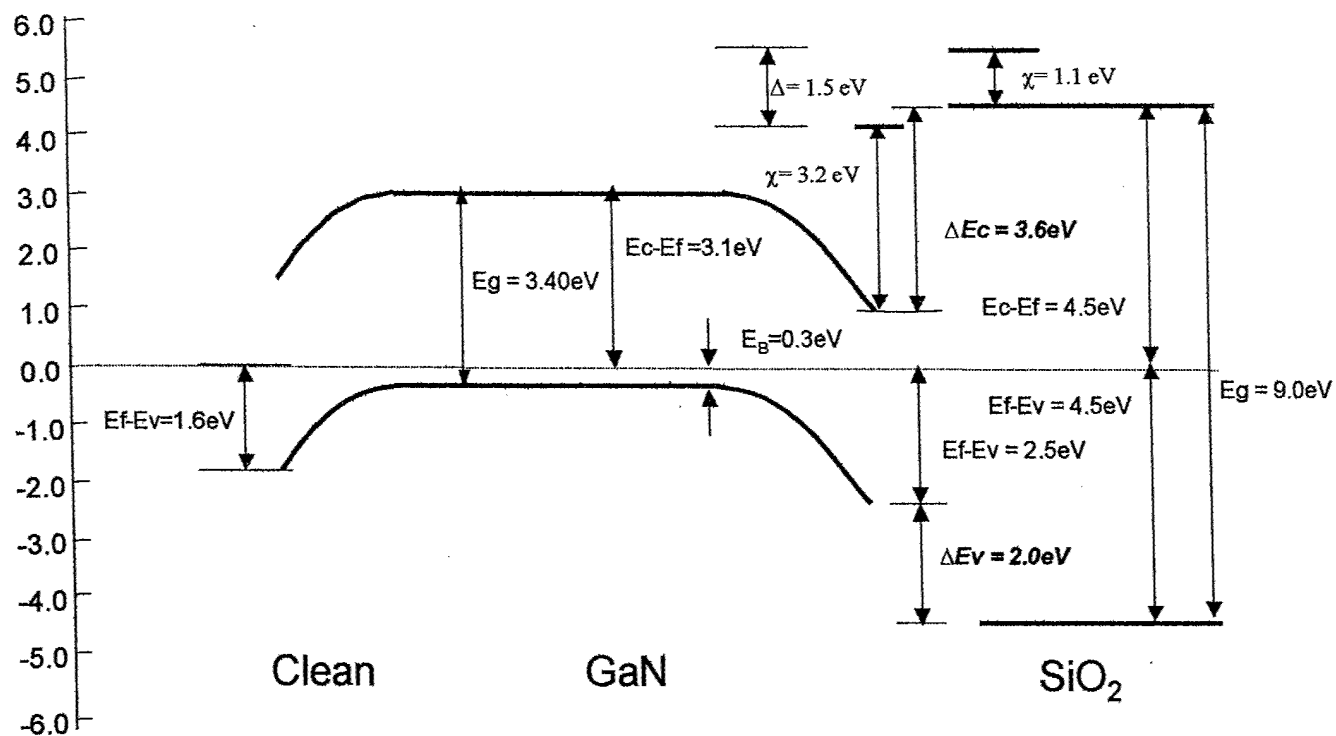 6.0
5.0
4.0
3.0
2.0
1.0
0.0
-1.0
-2.0
-3.0
-4.0
-5.0
-6.0
Δ= 1.5 eV
χ= 1.1 eV
χ= 3.2 eV
Ec-Ef =3.1eV
Eg = 3.40eV
ΔEc = 3.6eV
Ec-Ef = 4.5eV
E_B=0.3eV
Ef-Ev=1.6eV
Ef-Ev = 4.5eV
Eg = 9.0eV
Ef-Ev = 2.5eV
ΔEv = 2.0eV
Clean
GaN
SiO₂